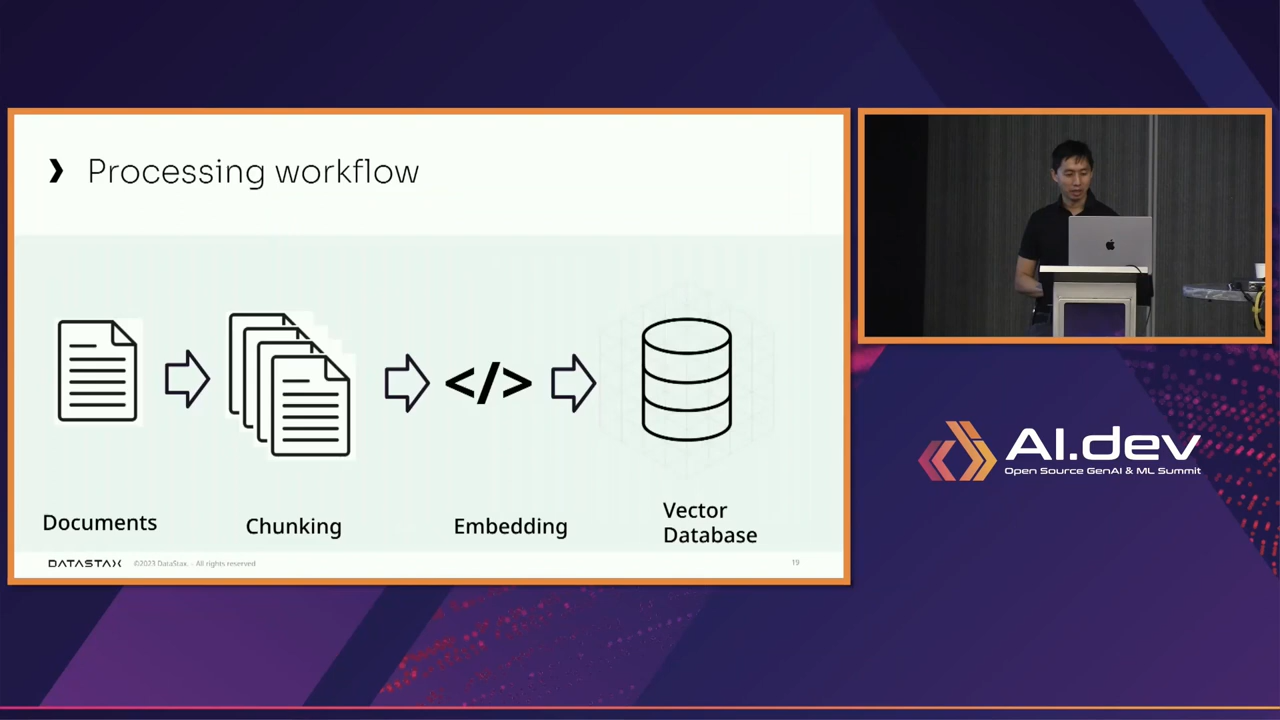 Processing workflow
Documents
Chunking
Embedding
Vector
Database
DATASTAX
©2023 DataStax. - All rights reserved
19
AI.dev
Open Source GenAI & ML Summit